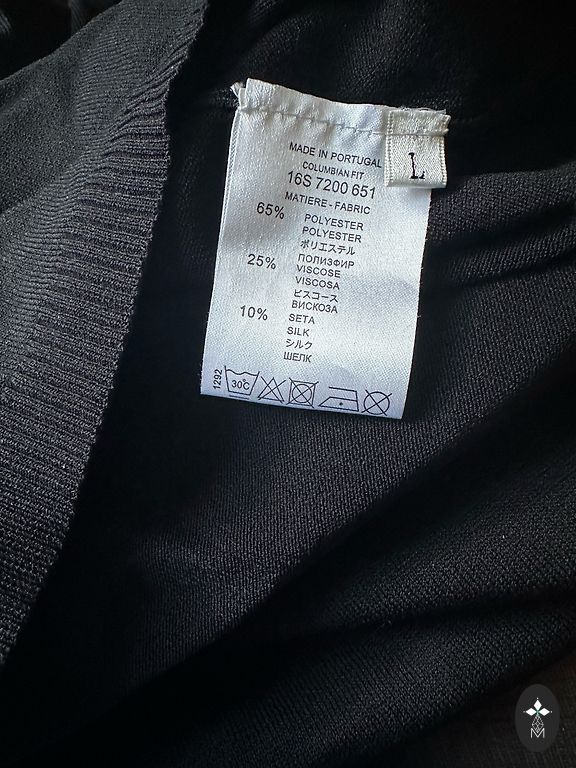 MADE IN PORTUGAL
L
COLUMBIAN FIT
16S 7200 651
MATIERE - FABRIC
65% POLYESTER
POLYESTER
ポリエステル
ПОЛИЗФИР
25% VISCOSE
VISCOSA
ビスコース
ВИСКОЗА
10% SETA
SILK
シルク
ШЕЛК
1292
30°C
M